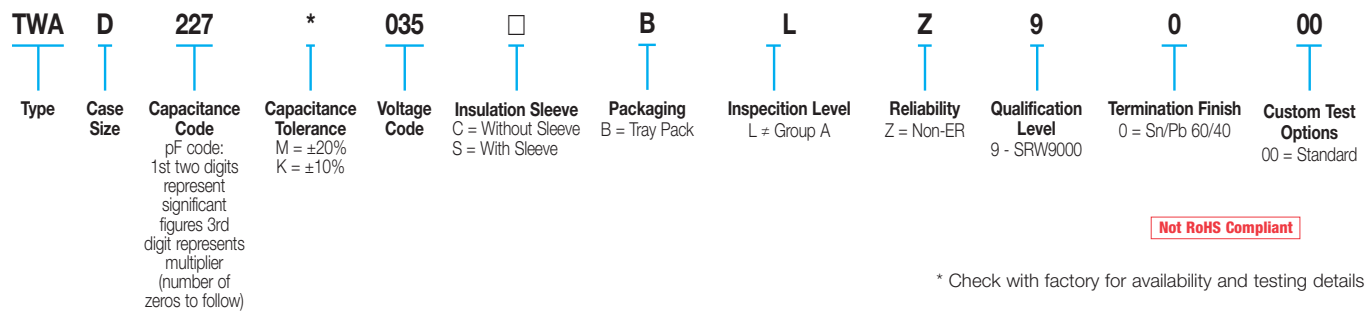 TWA D 227 * 035 □ B L Z 9 0 00
Type
Case
Size
Capacitance
Code
pF code:
1st two digits
represent
significant
figures 3rd
digit represents
multiplier
(number of
zeros to follow)
Capacitance
Tolerance
M = ±20%
K = ±10%
Voltage
Code
Insulation Sleeve
C = Without Sleeve
S = With Sleeve
Packaging
B = Tray Pack
Inspecition Level
L ≠ Group A
Reliability
Z = Non-ER
Qualification
Level
9 - SRW9000
Termination Finish
0 = Sn/Pb 60/40
Custom Test
Options
00 = Standard
Not RoHS Compliant
* Check with factory for availability and testing details